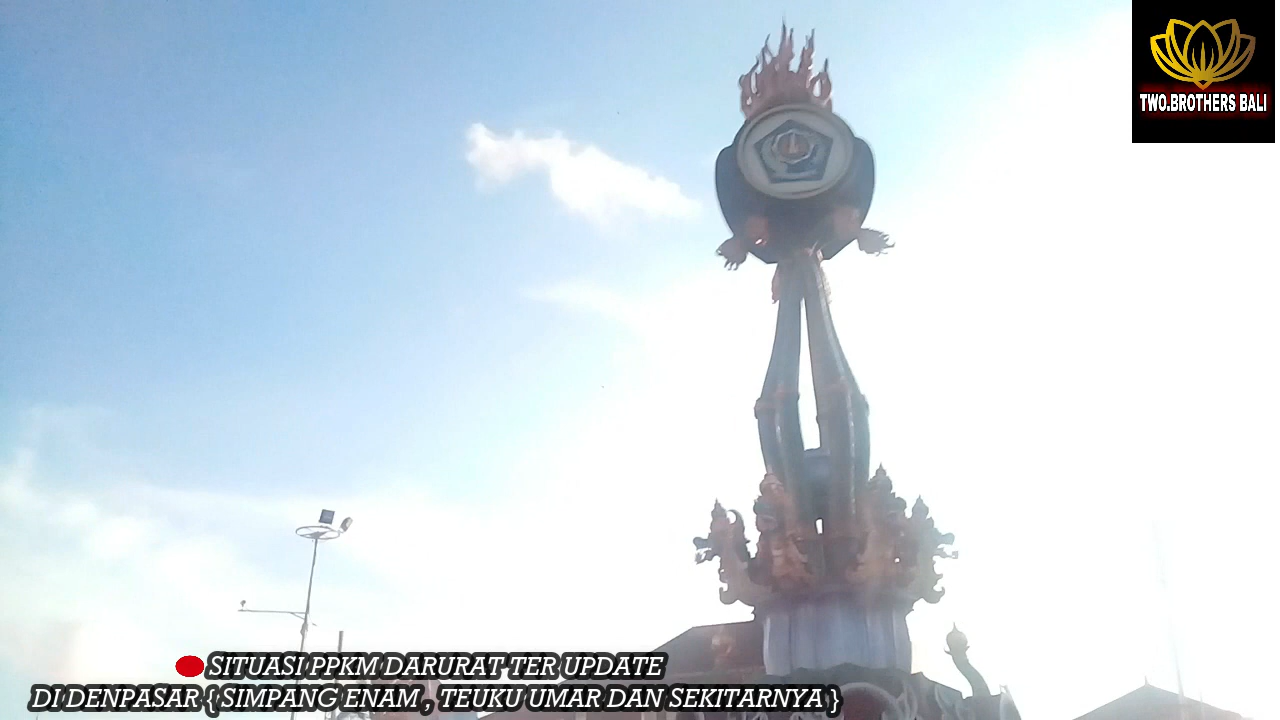 TWO.BROTHERS BALI
SITUASI PPKM DARURAT TER UPDATE
DI DENPASAR { SIMPANG ENAM , TEUKU UMAR DAN SEKITARNYA }